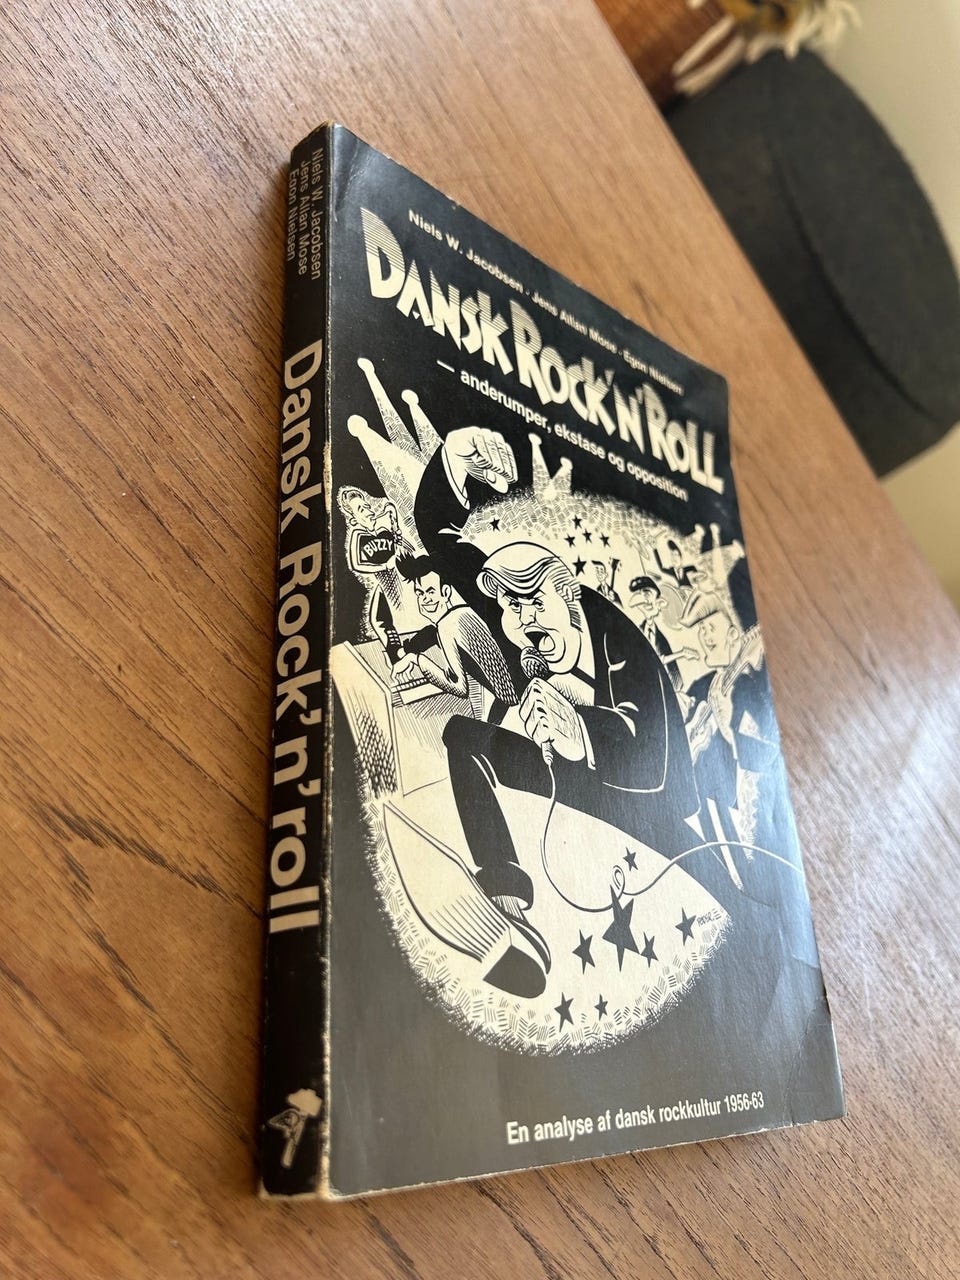 Niels W. Jacobsen
Jens Allan Mose
Egon Nielsen
Dansk Rock'n'roll
Niels W. Jacobsen · Jens Allan Mose · Egon Nielsen
DANSK ROCK'N'ROLL
— anderumper, ekstase og opposition
BUZZY
En analyse af dansk rockkultur 1956-63